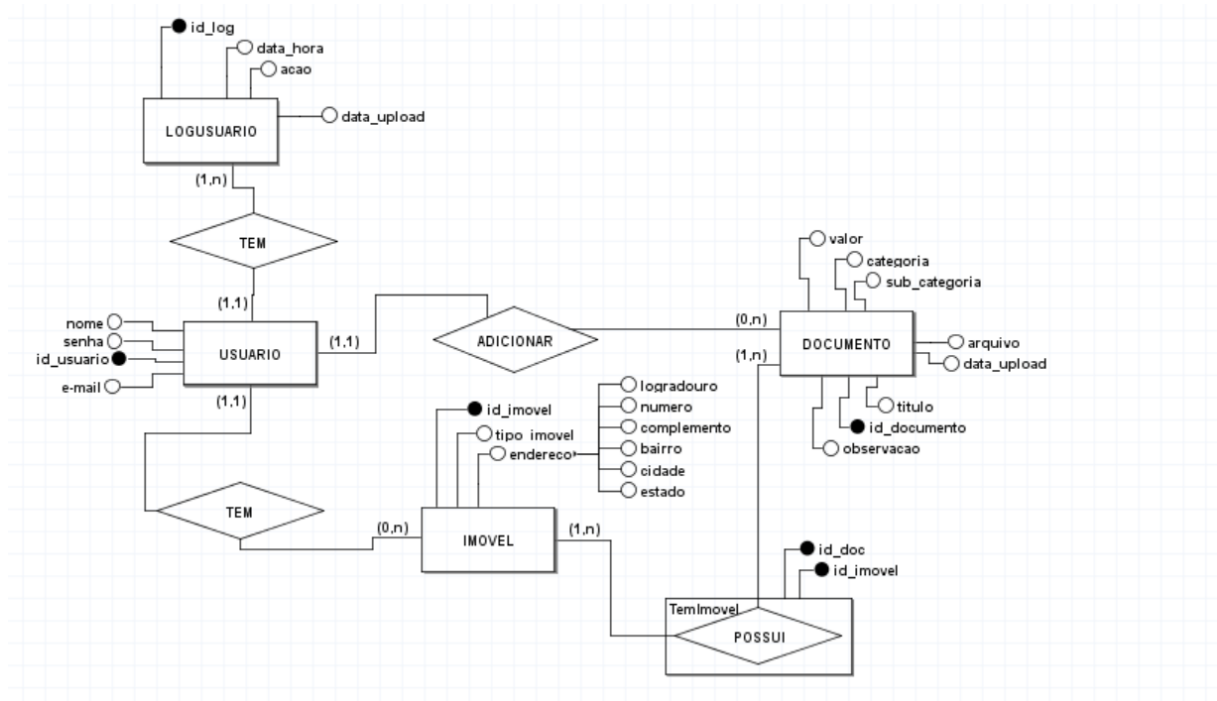 id_log
data_hora
acao
LOGUSUARIO
data_upload
(1,n)
TEM
(1,1)
nome
senha
id_usuario
e-mail
USUARIO
(1,1)
(1,1)
ADICIONAR
(0,n)
(1,n)
valor
categoria
sub_categoria
DOCUMENTO
arquivo
data_upload
titulo
id_documento
observacao
id_imovel
tipo_imovel
endereco
logradouro
numero
complemento
bairro
cidade
estado
TEM
(0,n)
IMOVEL
(1,n)
id_doc
id_imovel
TemImovel
POSSUI